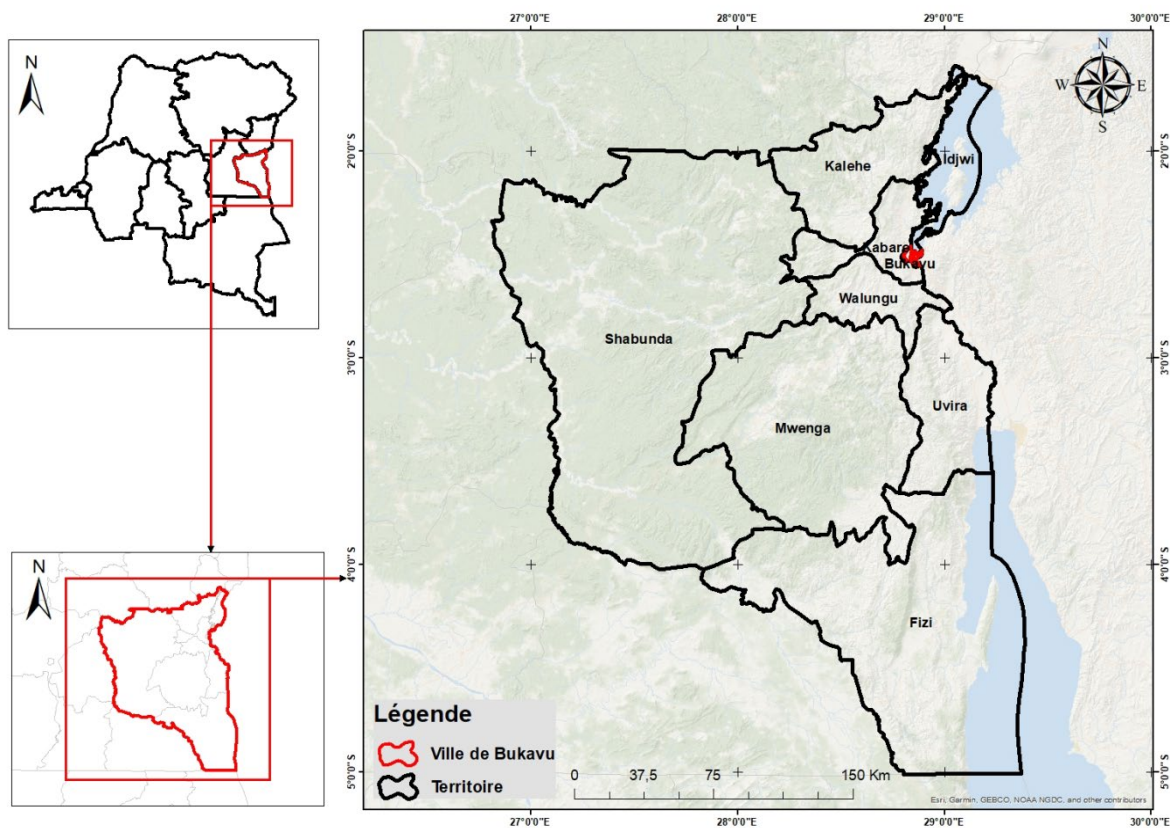 N
N
27°0'0"E
28°0'0"E
29°0'0"E
30°0'0"E
2°0'0"S
3°0'0"S
4°0'0"S
5°0'0"S
2°0'0"S
3°0'0"S
4°0'0"S
5°0'0"S
N
W
E
S
Idjwi
Kalehe
Kabare
Bukavu
Walungu
Shabunda
Uvira
Mwenga
Fizi
Légende
Ville de Bukavu
Territoire
0 37,5 75 150 Km
Esri, Garmin, GEBCO, NOAA NGDC, and other contributors
27°0'0"E
28°0'0"E
29°0'0"E
30°0'0"E